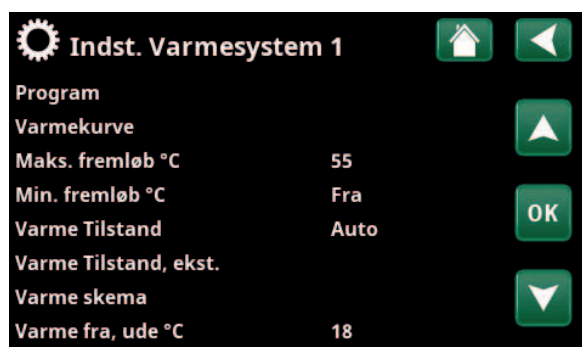 Indst. Varmesystem 1
Program
Varmekurve
Maks. fremløb °C 55
Min. fremløb °C Fra
Varme Tilstand Auto
Varme Tilstand, ekst.
Varme skema
Varme fra, ude °C 18
OK